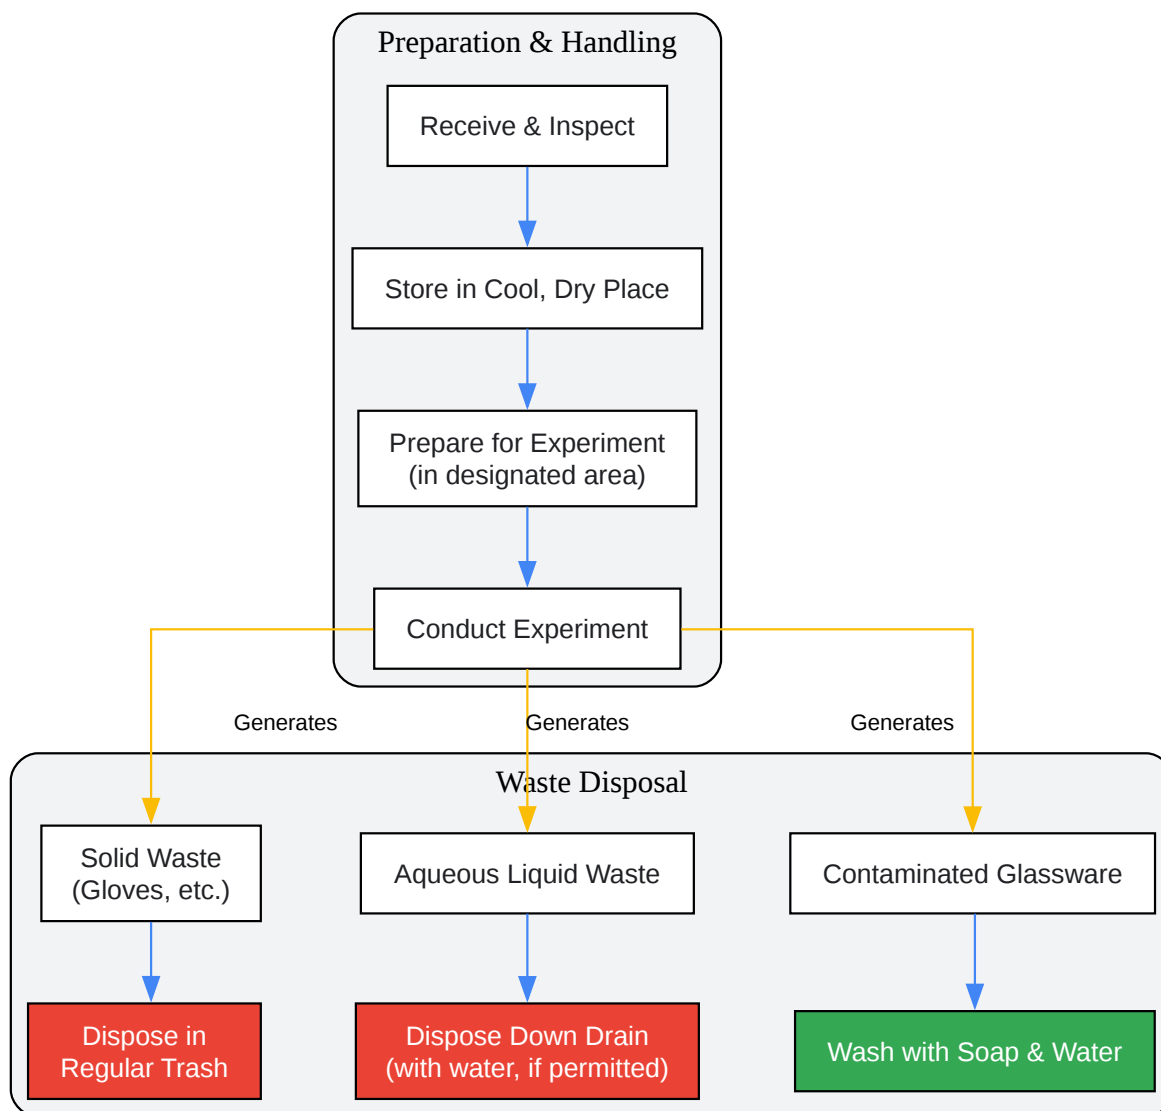 Preparation & Handling
Receive & Inspect
Store in Cool, Dry Place
Prepare for Experiment
(in designated area)
Conduct Experiment
Generates
Generates
Generates
Waste Disposal
Solid Waste
(Gloves, etc.)
Aqueous Liquid Waste
Contaminated Glassware
Dispose in
Regular Trash
Dispose Down Drain
(with water, if permitted)
Wash with Soap & Water